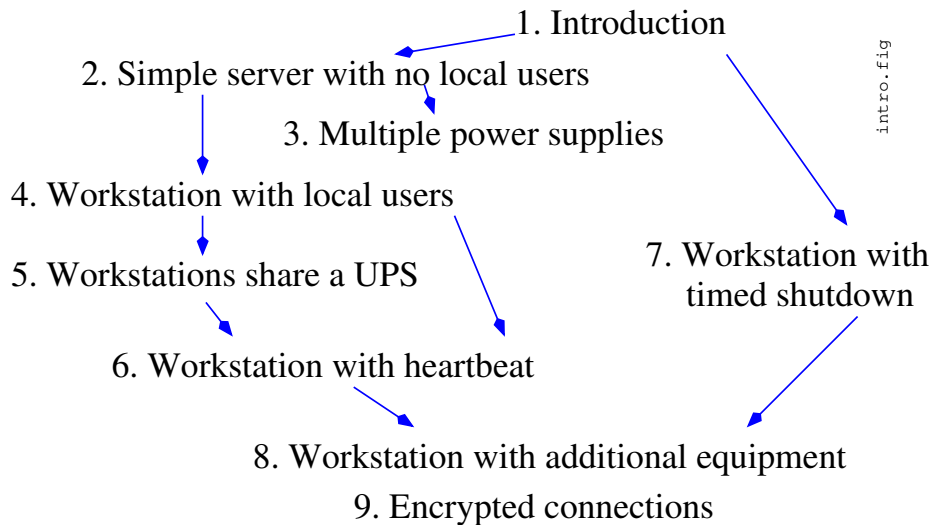 1. Introduction
2. Simple server with no local users
3. Multiple power supplies
4. Workstation with local users
5. Workstations share a UPS
6. Workstation with heartbeat
7. Workstation with
timed shutdown
8. Workstation with additional equipment
9. Encrypted connections
intro.fig